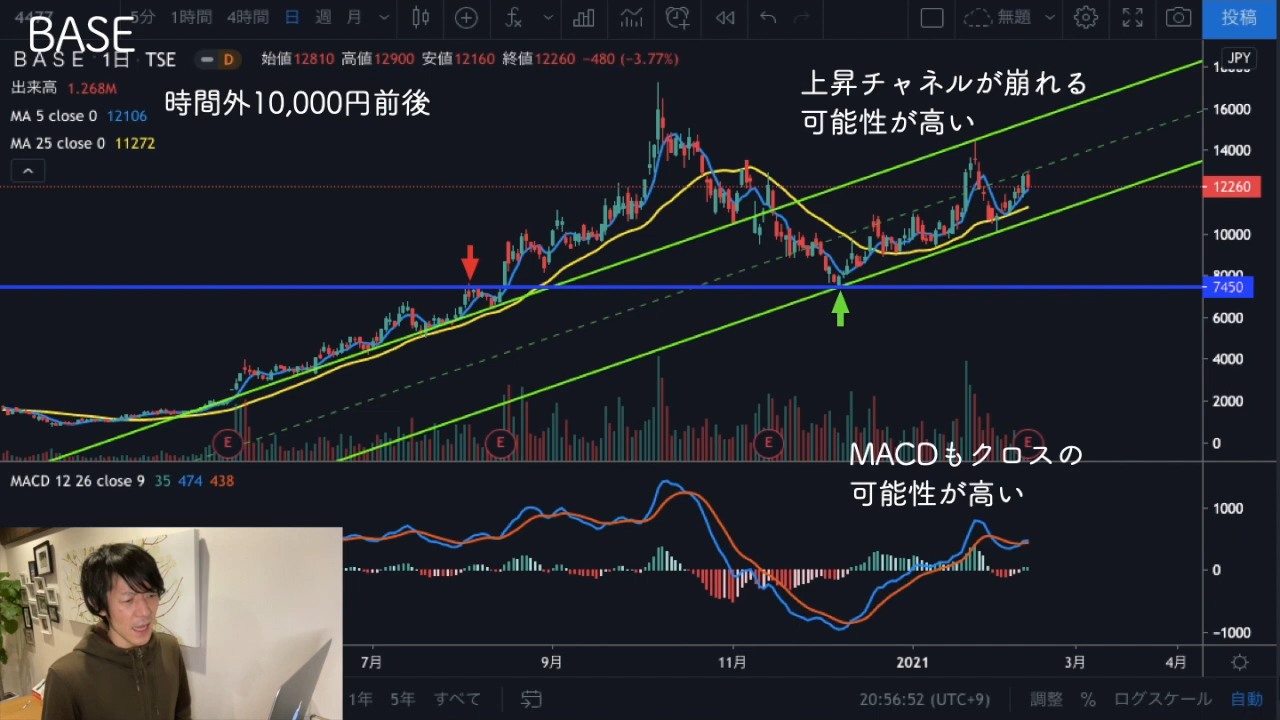 4477 5分 1時間 4時間 日 週 月 無題 投稿
BASE
BASE 1日 TSE D 始値12810 高値12900 安値12160 終値12260 −480 (−3.77%)
JPY
出来高 1.268M
時間外10,000円前後
上昇チャネルが崩れる
可能性が高い
MA 5 close 0 12106
MA 25 close 0 11272
16000
14000
12260
10000
8000
7450
6000
4000
2000
0
E E E E
MACDもクロスの
可能性が高い
MACD 12 26 close 9 35 474 438
1000
0
−1000
7月 9月 11月 2021 3月 4月
1年 5年 すべて 20:56:52 (UTC+9) 調整 % ログスケール 自動